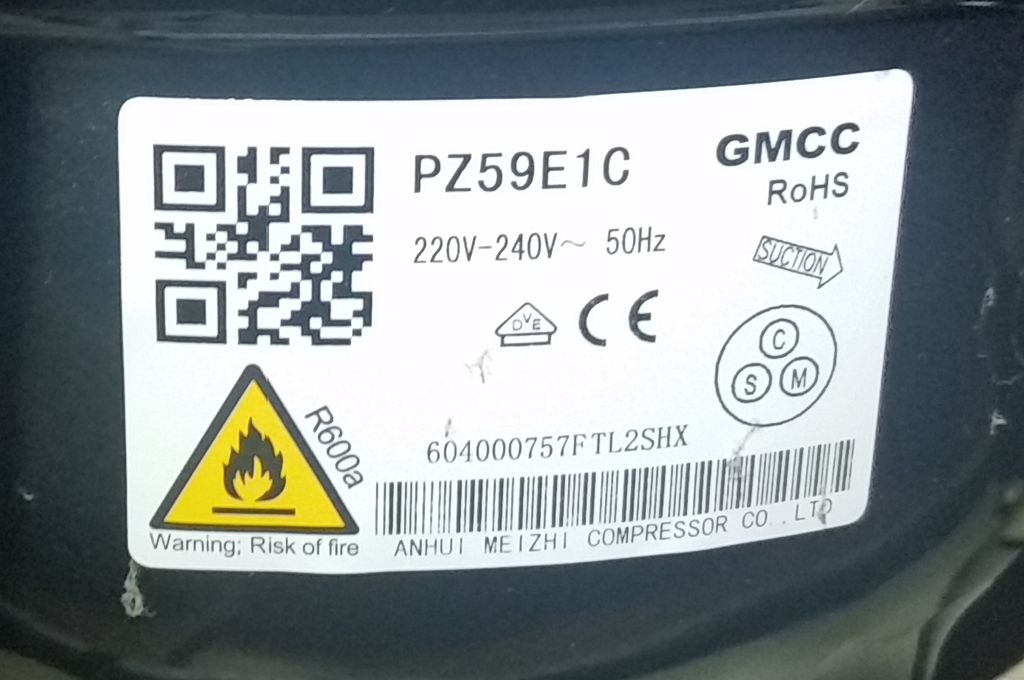 PZ59E1C
GMCC
RoHS
220V-240V~ 50Hz
SUCTION
DVE
CE
C
S M
R600a
604000757FTL2SHX
Warning; Risk of fire
ANHUI MEIZHI COMPRESSOR CO.,LTD